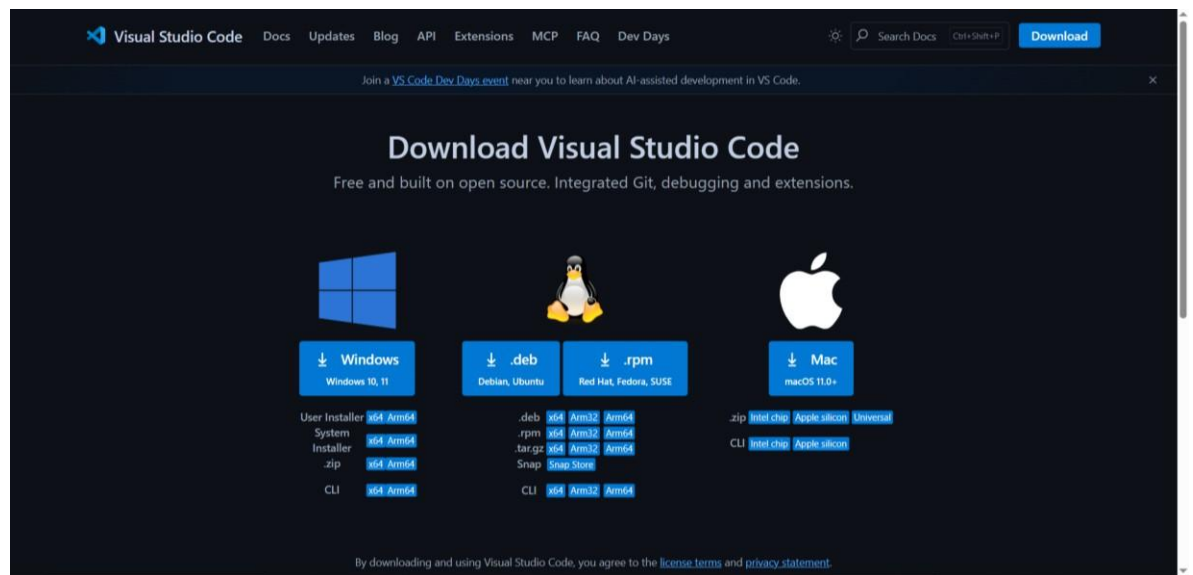 Visual Studio Code Docs Updates Blog API Extensions MCP FAQ Dev Days Search Docs Ctrl+Shift+P Download
Join a VS Code Dev Days event near you to learn about AI-assisted development in VS Code.
Download Visual Studio Code
Free and built on open source. Integrated Git, debugging and extensions.
Windows
Windows 10, 11
User Installer x64 Arm64
System
Installer x64 Arm64
.zip x64 Arm64
CLI x64 Arm64
.deb
Debian, Ubuntu
.rpm
Red Hat, Fedora, SUSE
.deb x64 Arm32 Arm64
.rpm x64 Arm32 Arm64
.tar.gz x64 Arm32 Arm64
Snap Snap Store
CLI x64 Arm32 Arm64
Mac
macOS 11.0+
.zip Intel chip Apple silicon Universal
CLI Intel chip Apple silicon
By downloading and using Visual Studio Code, you agree to the license terms and privacy statement.